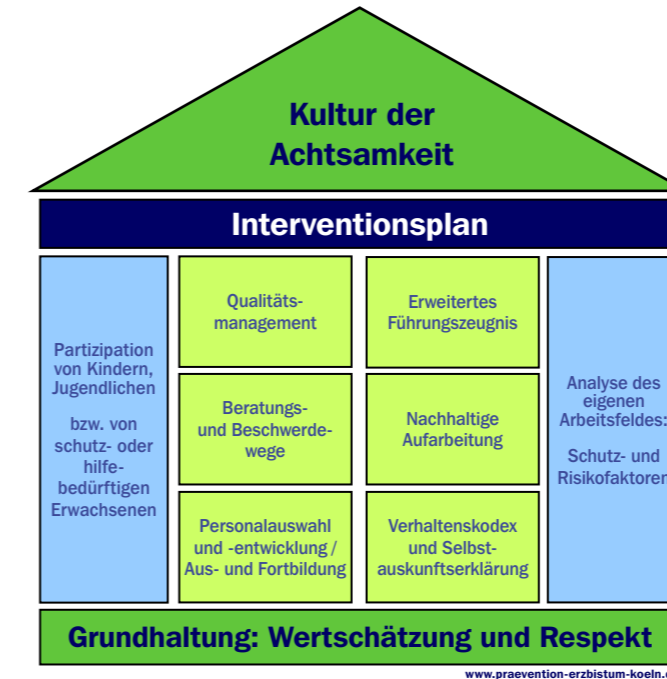 Kultur der
Achtsamkeit
Interventionsplan
Partizipation
von Kindern,
Jugendlichen
bzw. von
schutz- oder
hilfe-
bedürftigen
Erwachsenen
Qualitäts-
management
Erweitertes
Führungszeugnis
Beratungs-
und Beschwerde-
wege
Nachhaltige
Aufarbeitung
Personalauswahl
und -entwicklung /
Aus- und Fortbildung
Verhaltenskodex
und Selbst-
auskunftserklärung
Analyse des
eigenen
Arbeitsfeldes:
Schutz- und
Risikofaktoren
Grundhaltung: Wertschätzung und Respekt
www.praevention-erzbistum-koeln.d